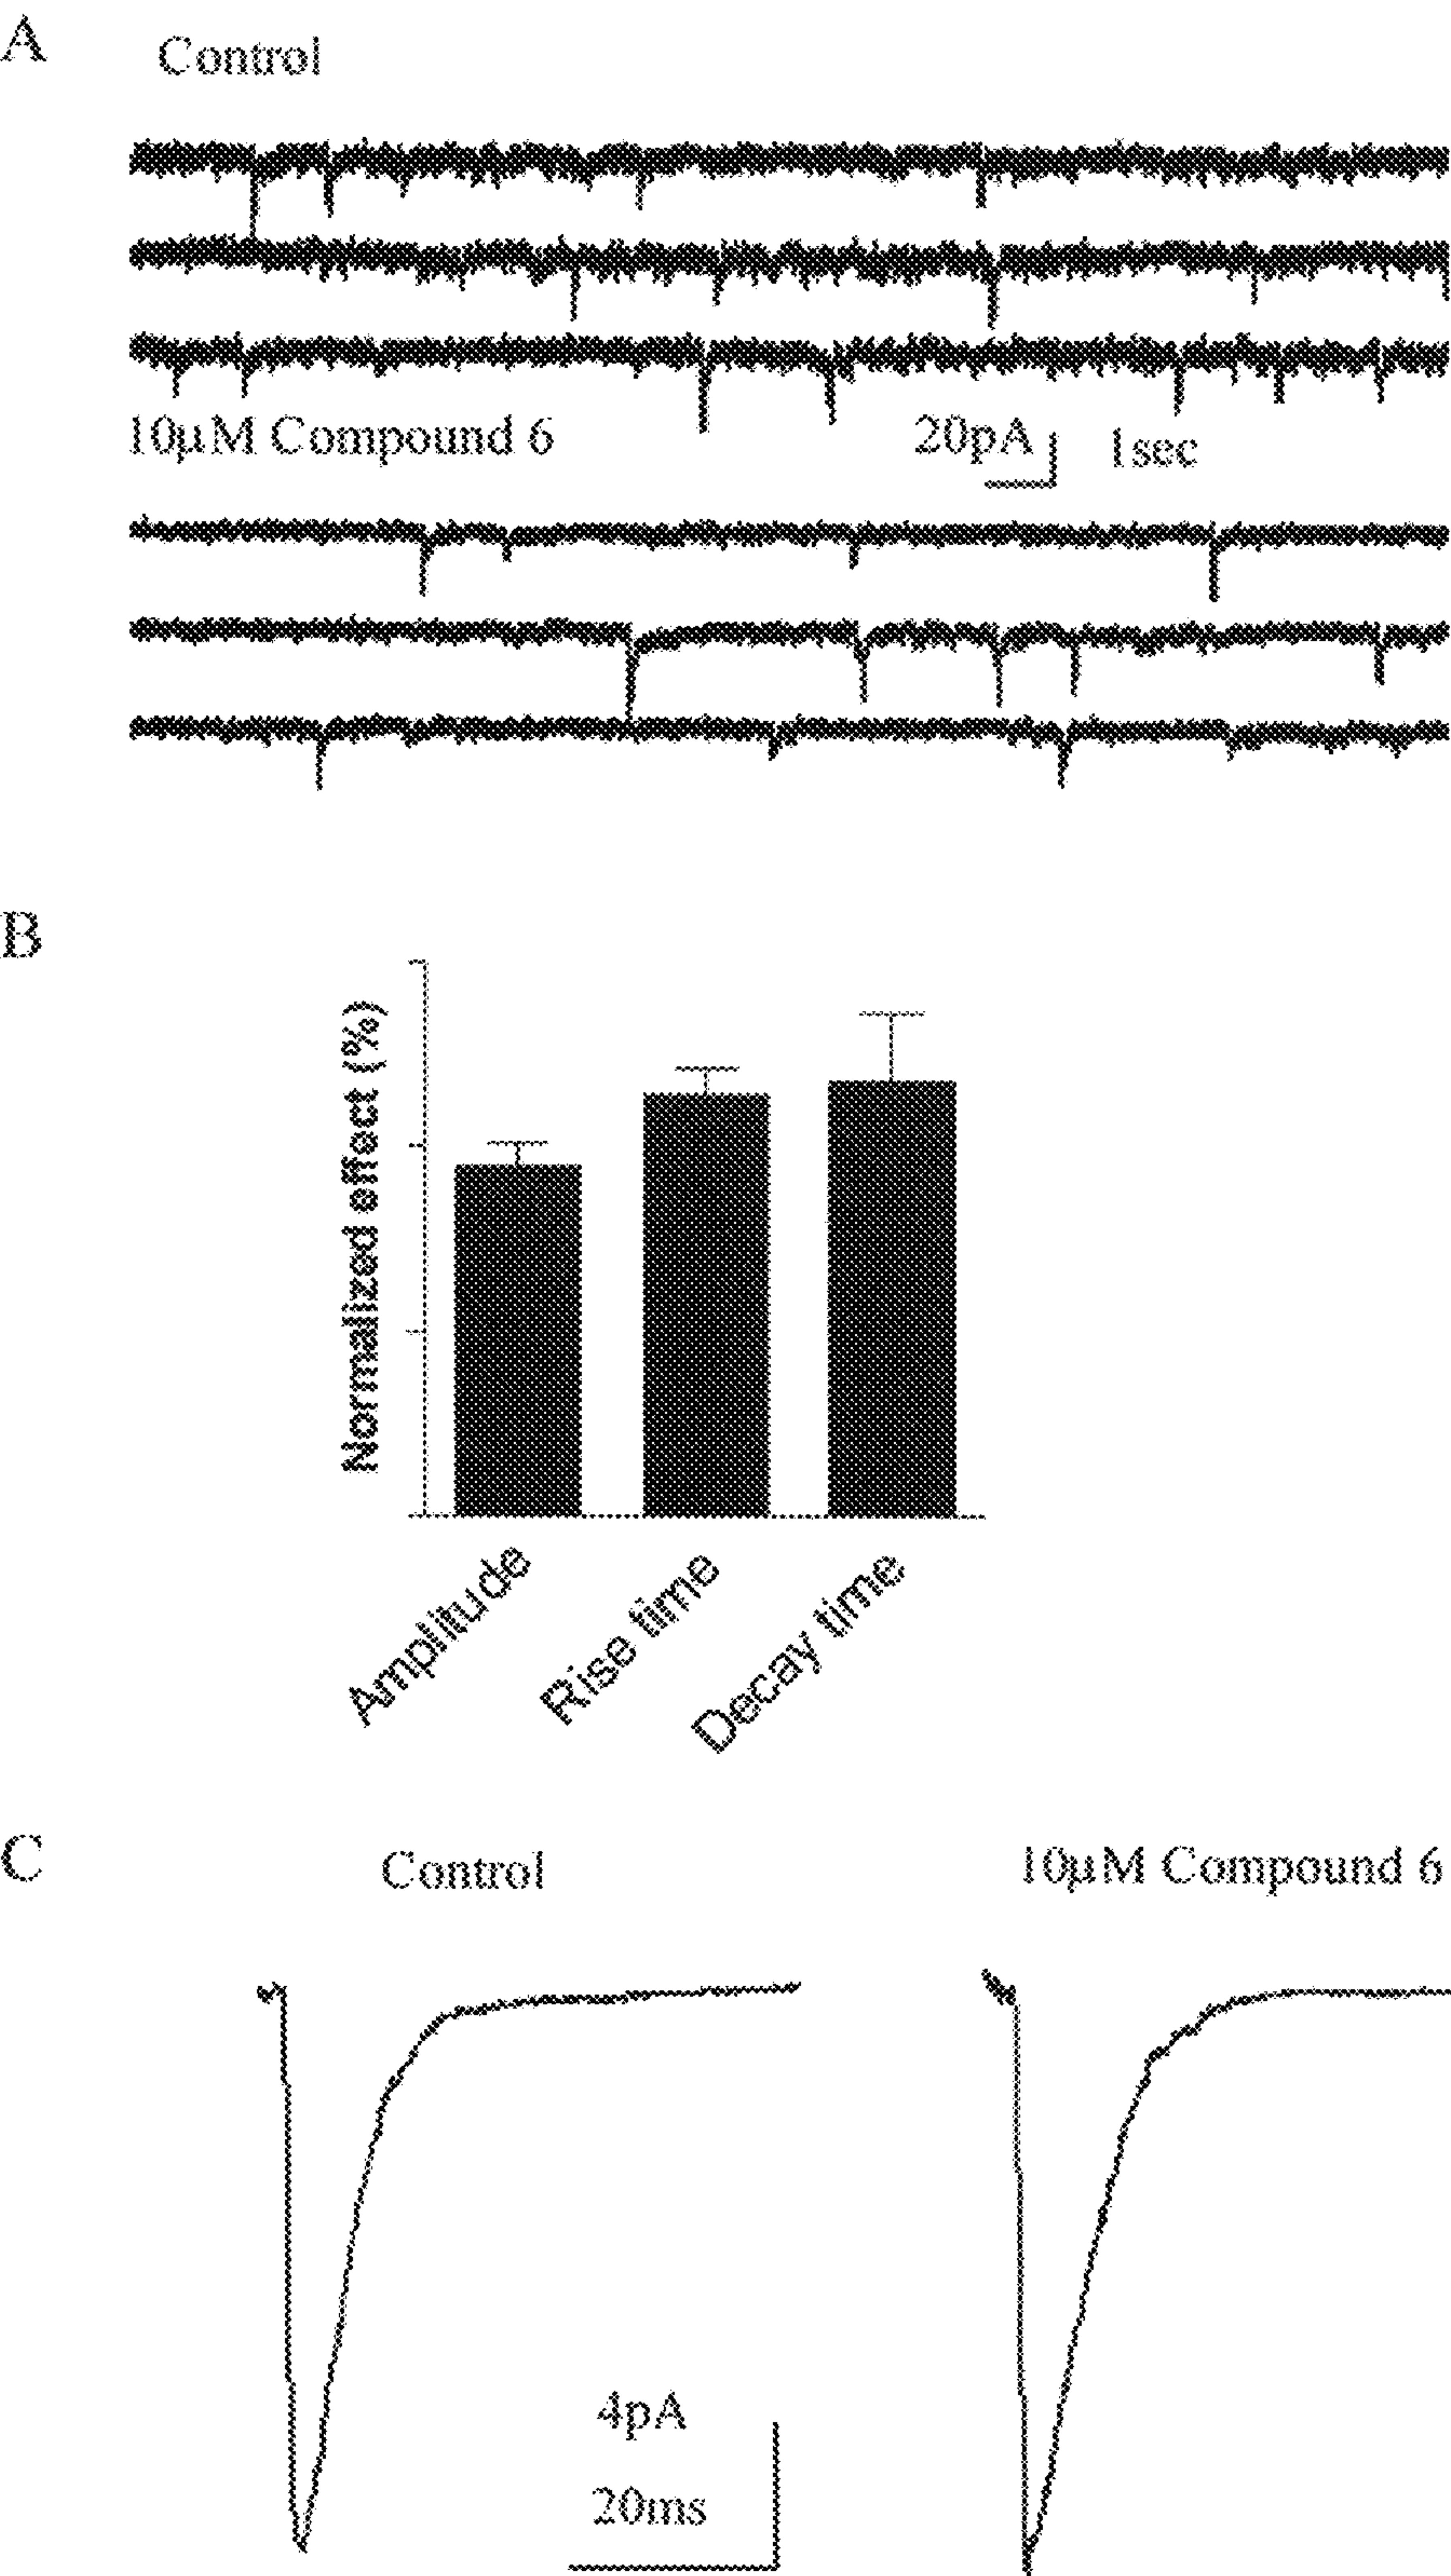 A
Control
10µM Compound 6
20pA
1sec
B
Normalized effect (%)
Amplitude
Rise time
Decay time
C
Control
10µM Compound 6
4pA
20ms